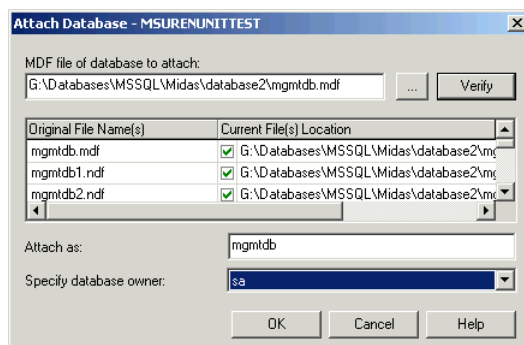 Attach Database - MSURENUNITTEST
MDF file of database to attach:
G:\Databases\MSSQL\Midas\database2\mgmtdb.mdf ... Verify
Original File Name(s) Current File(s) Location
mgmtdb.mdf G:\Databases\MSSQL\Midas\database2\mg
mgmtdb1.ndf G:\Databases\MSSQL\Midas\database2\mg
mgmtdb2.ndf G:\Databases\MSSQL\Midas\database2\mg
Attach as: mgmtdb
Specify database owner: sa
OK Cancel Help